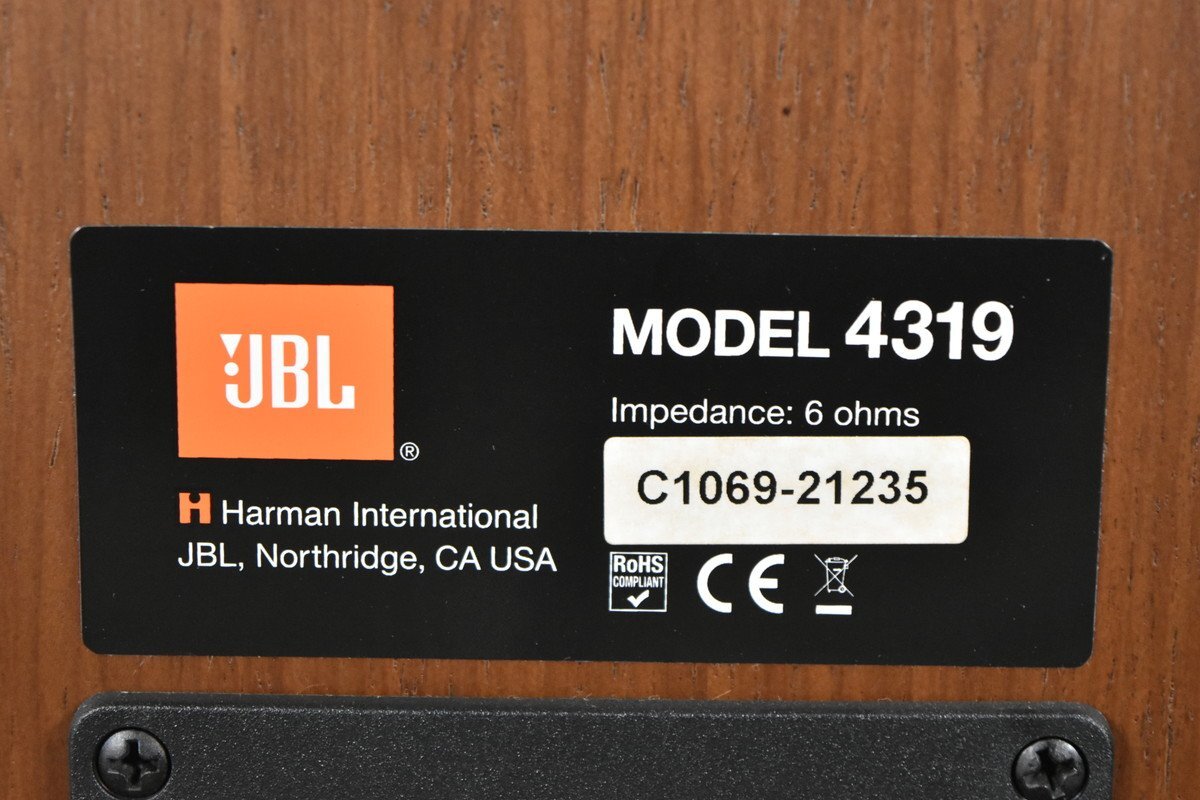 JBL
®
Harman International
JBL, Northridge, CA USA
MODEL 4319
Impedance: 6 ohms
C1069-21235
RoHS
COMPLIANT
CE